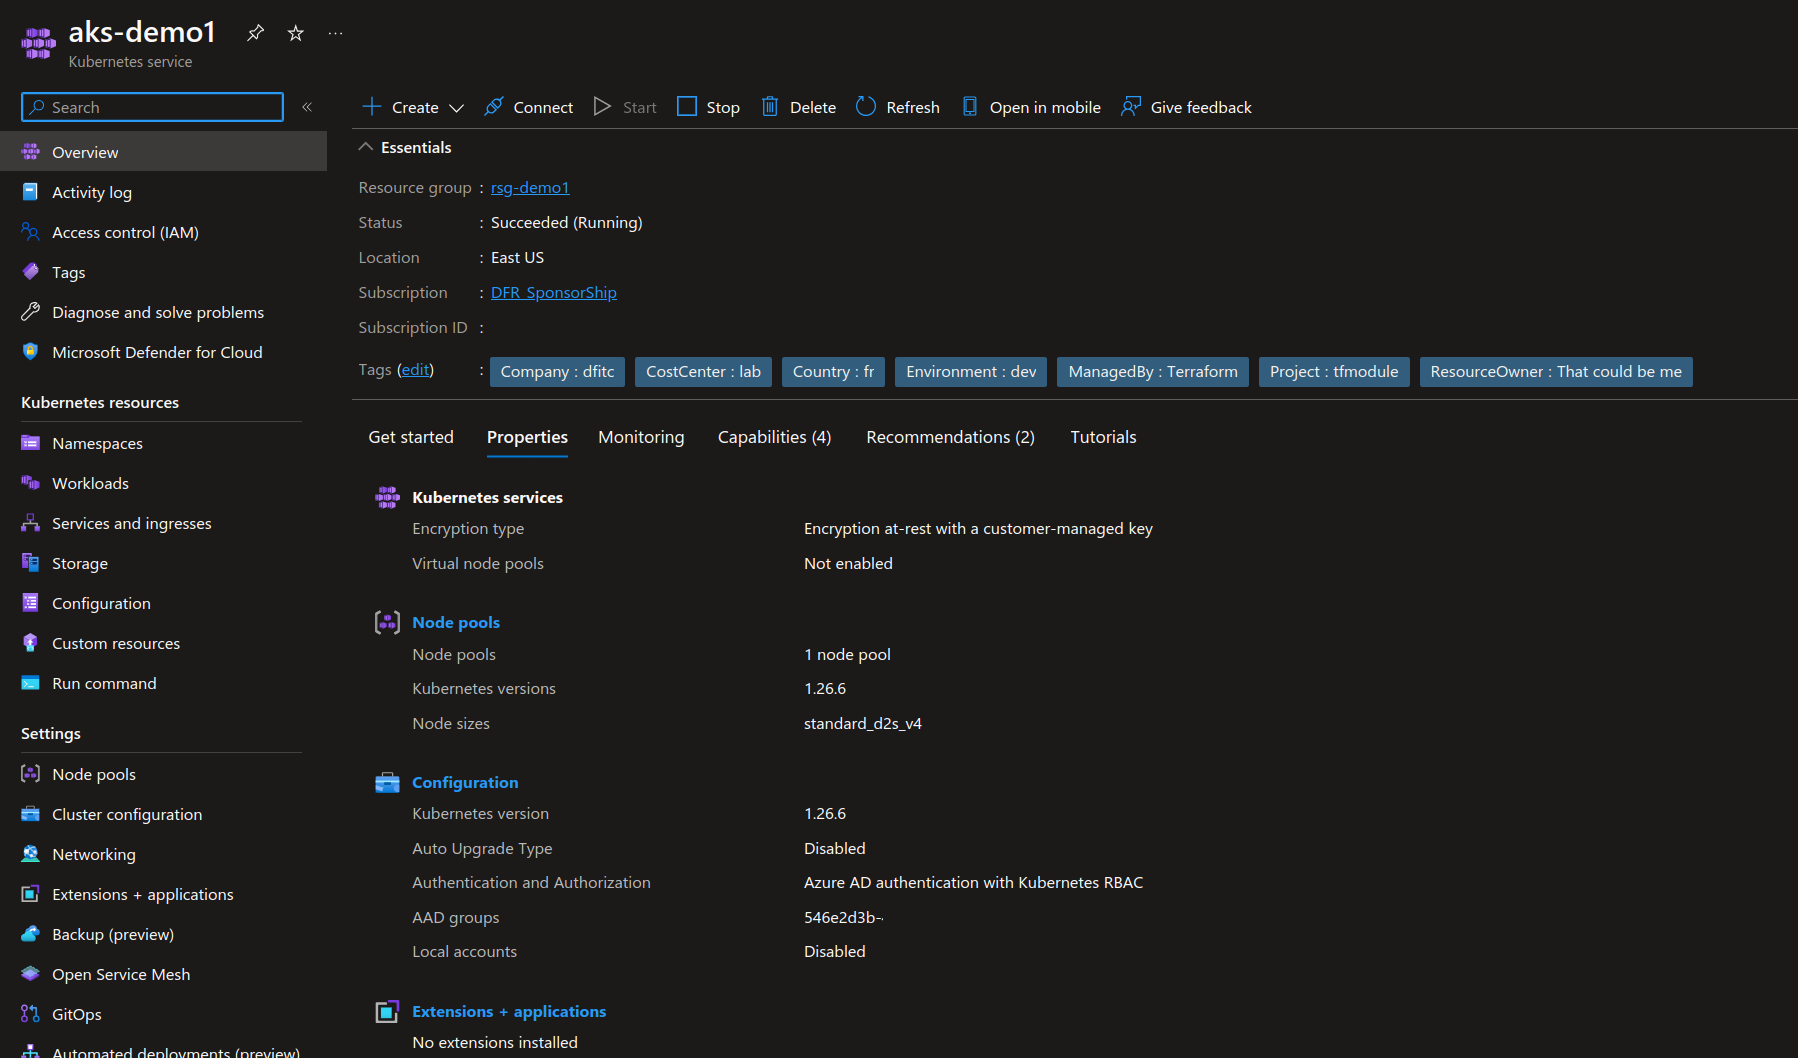 aks-demo1
Kubernetes service
Search
Overview
Activity log
Access control (IAM)
Tags
Diagnose and solve problems
Microsoft Defender for Cloud
Kubernetes resources
Namespaces
Workloads
Services and ingresses
Storage
Configuration
Custom resources
Run command
Settings
Node pools
Cluster configuration
Networking
Extensions + applications
Backup (preview)
Open Service Mesh
GitOps
Automated deployments (preview)
Create Connect Start Stop Delete Refresh Open in mobile Give feedback
Essentials
Resource group : rsg-demo1
Status : Succeeded (Running)
Location : East US
Subscription : DFR_SponsorShip
Subscription ID :
Tags (edit) : Company : dfitc CostCenter : lab Country : fr Environment : dev ManagedBy : Terraform Project : tfmodule ResourceOwner : That could be me
Get started Properties Monitoring Capabilities (4) Recommendations (2) Tutorials
Kubernetes services
Encryption type Encryption at-rest with a customer-managed key
Virtual node pools Not enabled
Node pools
Node pools 1 node pool
Kubernetes versions 1.26.6
Node sizes standard_d2s_v4
Configuration
Kubernetes version 1.26.6
Auto Upgrade Type Disabled
Authentication and Authorization Azure AD authentication with Kubernetes RBAC
AAD groups 546e2d3b-
Local accounts Disabled
Extensions + applications
No extensions installed